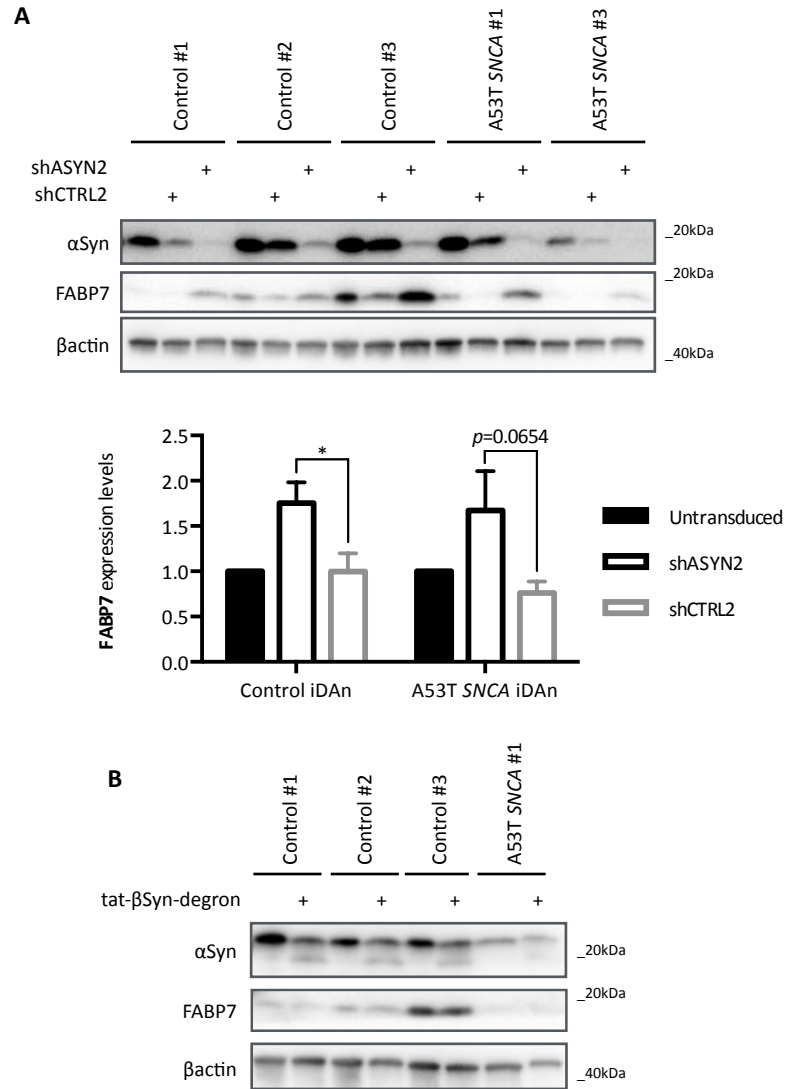 A
Control #1
Control #2
Control #3
A53T SNCA #1
A53T SNCA #3
shASYN2 + + + + +
shCTRL2 + + + + +
αSyn _20kDa
_20kDa
FABP7
βactin
_40kDa
FABP7 expression levels
2.5
2.0
1.5
1.0
0.5
0.0
*
p=0.0654
Untransduced
shASYN2
shCTRL2
Control iDAn A53T SNCA iDAn
B
Control #1
Control #2
Control #3
A53T SNCA #1
tat-βSyn-degron + + + +
αSyn _20kDa
_20kDa
FABP7
βactin _40kDa